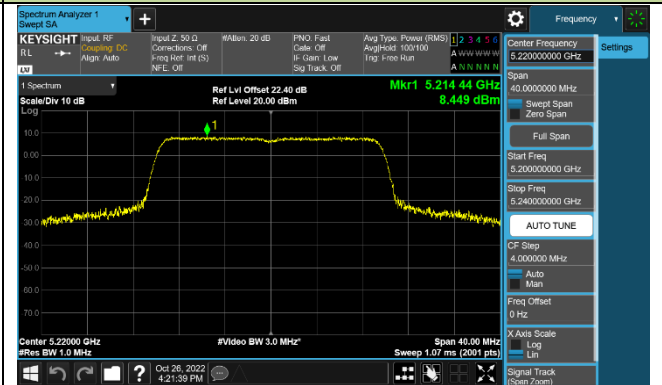 Spectrum Analyzer 1
Swept SA
+
Frequency
KEYSIGHT
RL
Input: RF
Coupling: DC
Align: Auto
Input Z: 50 Ω
Corrections: Off
Freq Ref: Int (S)
NFE: Off
#Atten: 20 dB
PNO: Fast
Gate: Off
IF Gain: Low
Sig Track: Off
Avg Type: Power (RMS)
Avg|Hold: 100/100
Trig: Free Run
1 2 3 4 5 6
A W W W W W
A N N N N N
LXI
1 Spectrum
Scale/Div 10 dB
Log
Ref Lvl Offset 22.40 dB
Ref Level 20.00 dBm
Mkr1 5.214 44 GHz
8.449 dBm
1
10.0
0.00
-10.0
-20.0
-30.0
-40.0
-50.0
-60.0
-70.0
Center 5.22000 GHz
#Res BW 1.0 MHz
#Video BW 3.0 MHz*
Span 40.00 MHz
Sweep 1.07 ms (2001 pts)
Oct 26, 2022
4:21:39 PM
Center Frequency
5.220000000 GHz
Settings
Span
40.0000000 MHz
Swept Span
Zero Span
Full Span
Start Freq
5.200000000 GHz
Stop Freq
5.240000000 GHz
AUTO TUNE
CF Step
4.000000 MHz
Auto
Man
Freq Offset
0 Hz
X Axis Scale
Log
Lin
Signal Track
(Span Zoom)